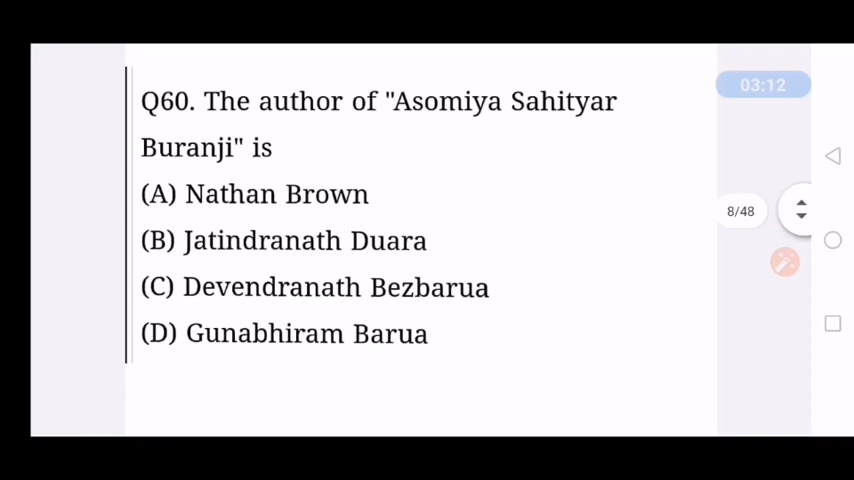 03:12
Q60. The author of "Asomiya Sahityar
Buranji" is
(A) Nathan Brown
8/48
(B) Jatindranath Duara
(C) Devendranath Bezbarua
(D) Gunabhiram Barua